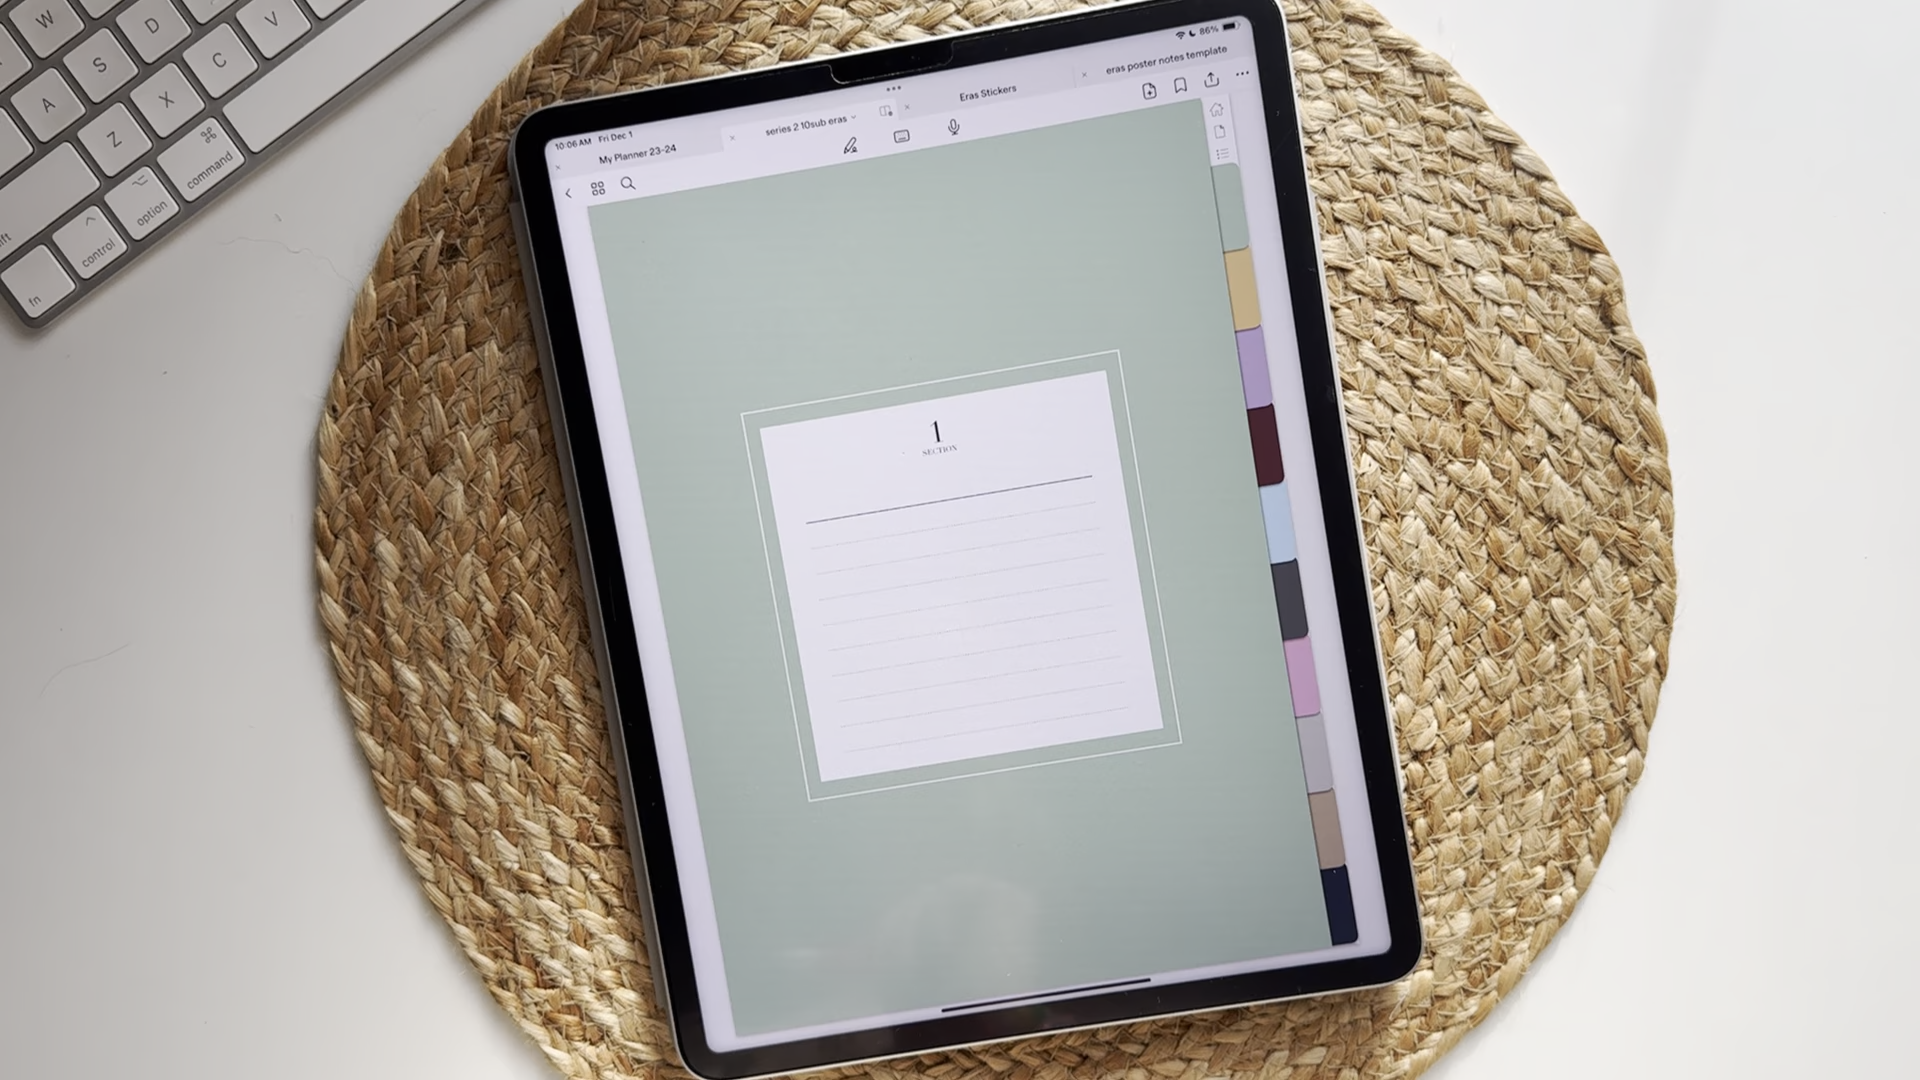 W
A S D
Z X C V
fn control option command
⌘
⌥
^
ift
10:06 AM Fri Dec 1
86%
My Planner 23-24
series 2 10sub eras
Eras Stickers
eras poster notes template
1
SECTION